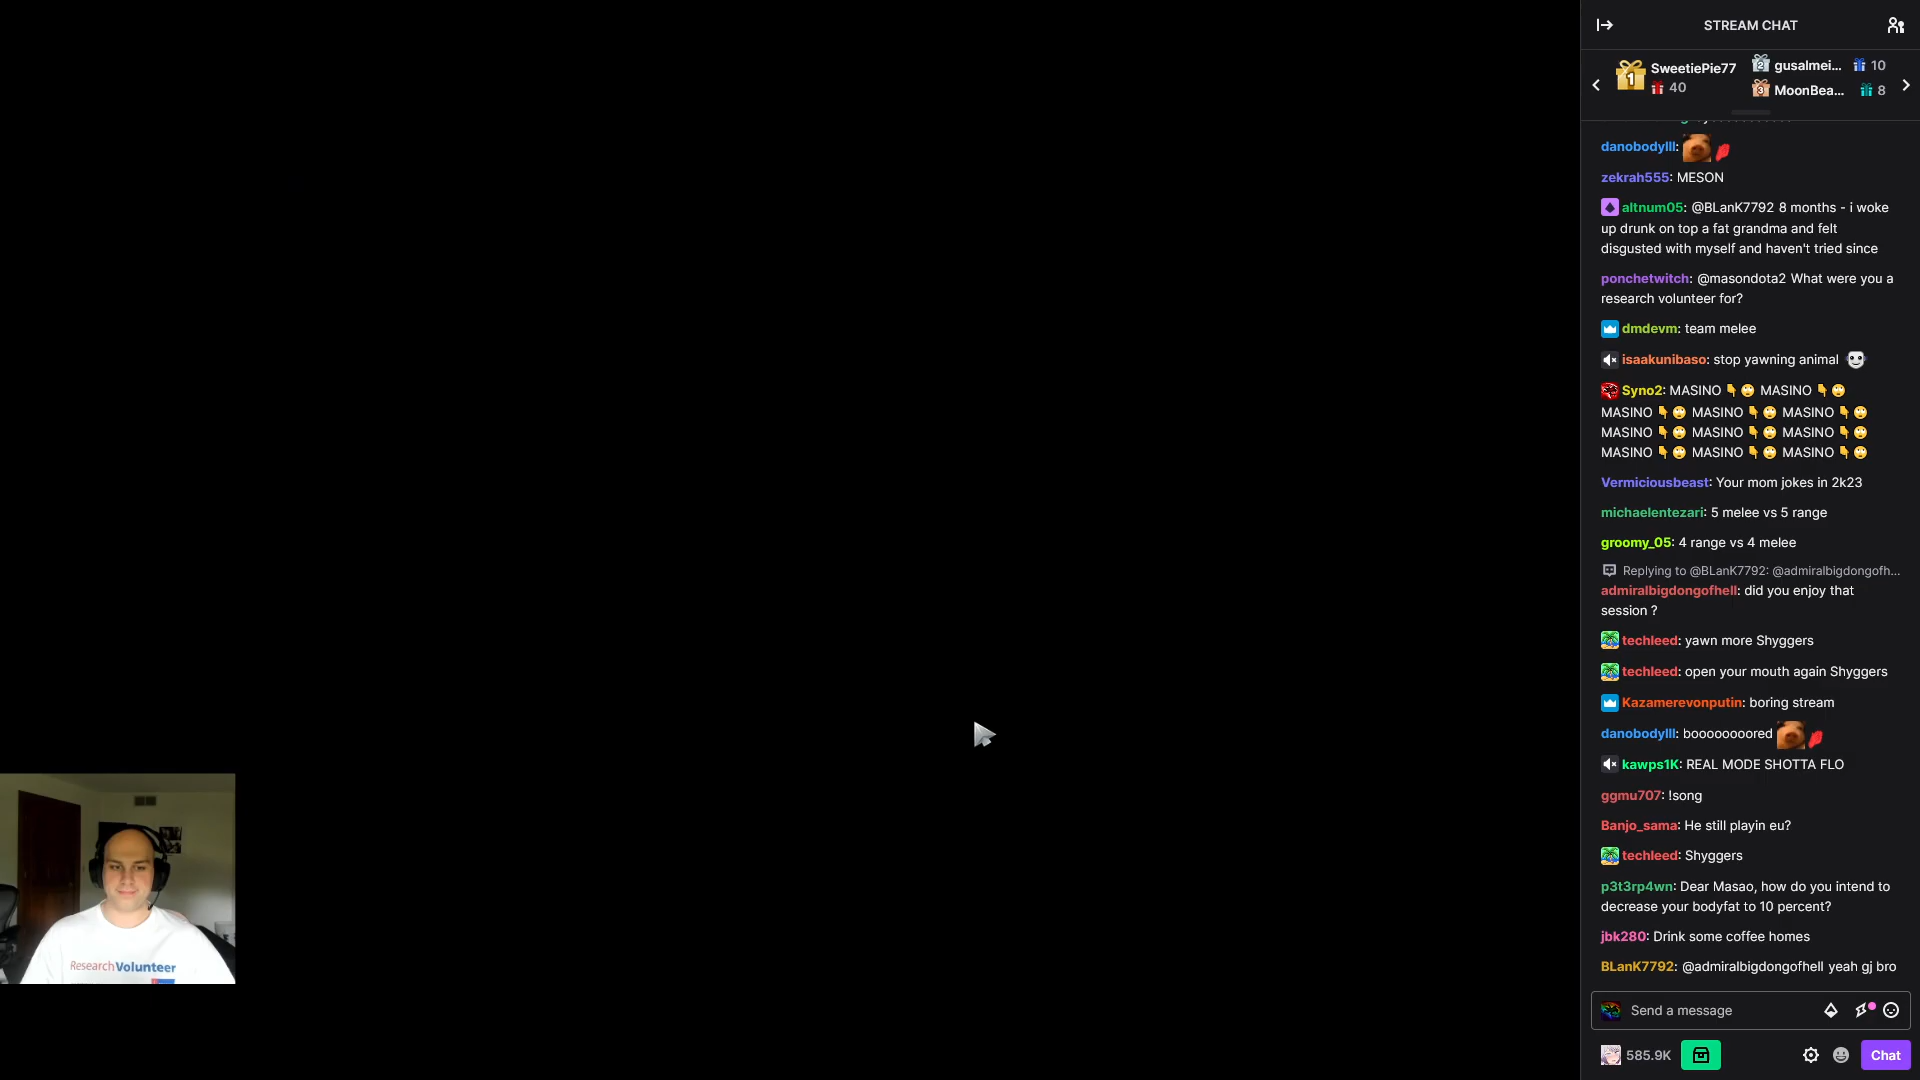 STREAM CHAT
1
SweetiePie77
40
2
gusalmei...
10
3
MoonBea...
8
danobodylll:
zekrah555: MESON
altnum05: @BLanK7792 8 months - i woke
up drunk on top a fat grandma and felt
disgusted with myself and haven't tried since
ponchetwitch: @masondota2 What were you a
research volunteer for?
dmdevm: team melee
isaakunibaso: stop yawning animal
Syno2: MASINO 👇🙄 MASINO 👇🙄
MASINO 👇🙄 MASINO 👇🙄 MASINO 👇🙄
MASINO 👇🙄 MASINO 👇🙄 MASINO 👇🙄
MASINO 👇🙄 MASINO 👇🙄 MASINO 👇🙄
Vermiciousbeast: Your mom jokes in 2k23
michaelentezari: 5 melee vs 5 range
groomy_05: 4 range vs 4 melee
Replying to @BLanK7792: @admiralbigdongofh...
admiralbigdongofhell: did you enjoy that
session ?
techleed: yawn more Shyggers
techleed: open your mouth again Shyggers
Kazamerevonputin: boring stream
danobodylll: booooooored
kawps1K: REAL MODE SHOTTA FLO
ggmu707: !song
Banjo_sama: He still playin eu?
techleed: Shyggers
p3t3rp4wn: Dear Masao, how do you intend to
decrease your bodyfat to 10 percent?
jbk280: Drink some coffee homes
BLanK7792: @admiralbigdongofhell yeah gj bro
Send a message
585.9K
Chat
ResearchVolunteer